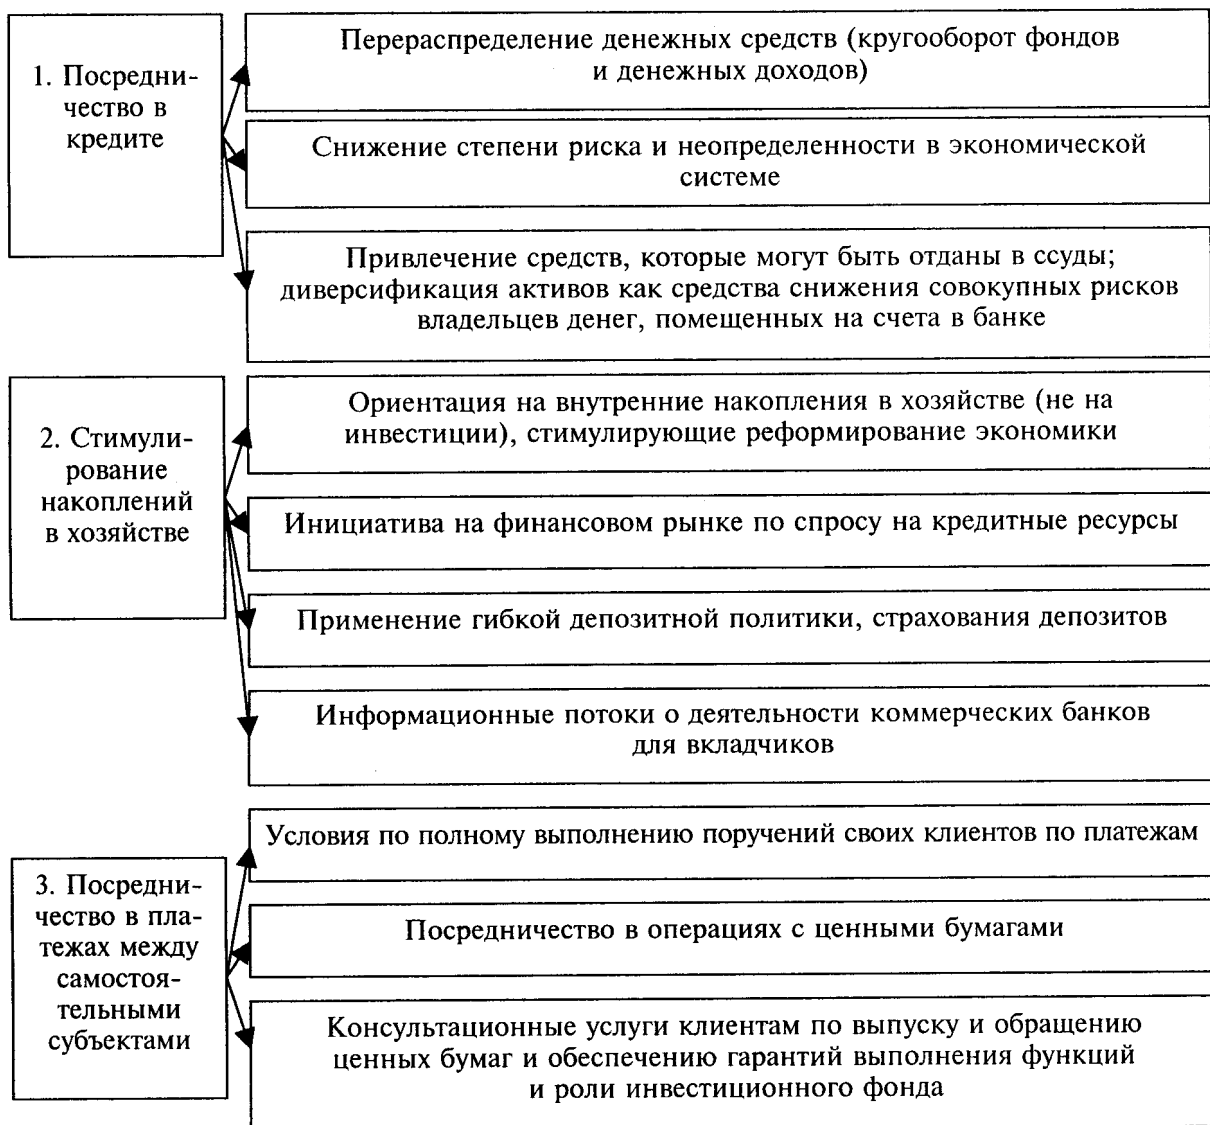 1. Посредни-
чество в
кредите
Перераспределение денежных средств (кругооборот фондов
и денежных доходов)
Снижение степени риска и неопределенности в экономической
системе
Привлечение средств, которые могут быть отданы в ссуды;
диверсификация активов как средства снижения совокупных рисков
владельцев денег, помещенных на счета в банке
2. Стимули-
рование
накоплений
в хозяйстве
Ориентация на внутренние накопления в хозяйстве (не на
инвестиции), стимулирующие реформирование экономики
Инициатива на финансовом рынке по спросу на кредитные ресурсы
Применение гибкой депозитной политики, страхования депозитов
Информационные потоки о деятельности коммерческих банков
для вкладчиков
3. Посредни-
чество в пла-
тежах между
самостоя-
тельными
субъектами
Условия по полному выполнению поручений своих клиентов по платежам
Посредничество в операциях с ценными бумагами
Консультационные услуги клиентам по выпуску и обращению
ценных бумаг и обеспечению гарантий выполнения функций
и роли инвестиционного фонда